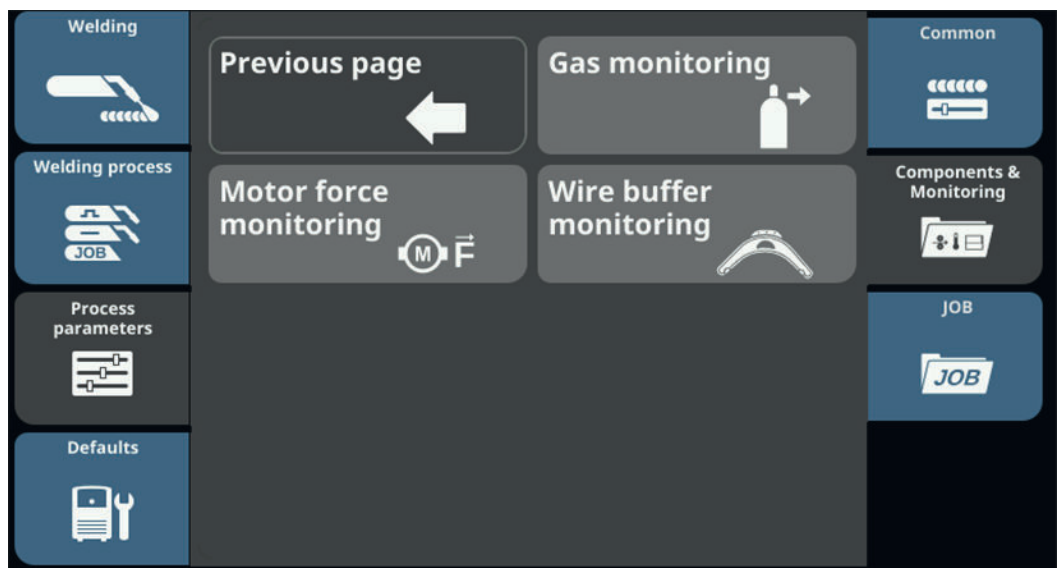 Welding
Welding process
JOB
Process
parameters
Defaults
Previous page
Gas monitoring
Motor force
monitoring
M F
Wire buffer
monitoring
Common
Components &
Monitoring
JOB
JOB